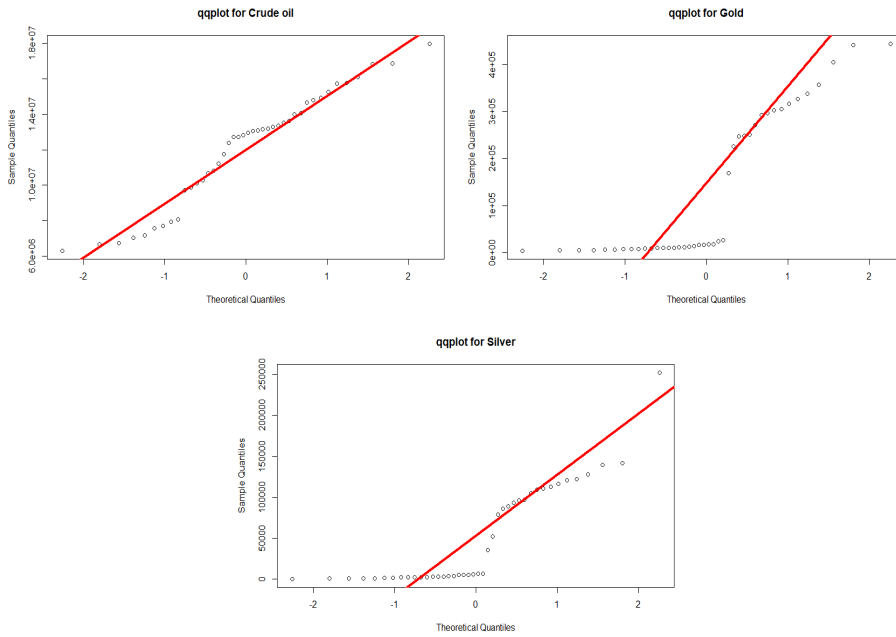 qqplot for Crude oil
Sample Quantiles
6.0e+06 1.0e+07 1.4e+07 1.8e+07
-2 -1 0 1 2
Theoretical Quantiles
qqplot for Gold
Sample Quantiles
0e+00 1e+05 2e+05 3e+05 4e+05
-2 -1 0 1 2
Theoretical Quantiles
qqplot for Silver
Sample Quantiles
0 50000 100000 150000 200000 250000
-2 -1 0 1 2
Theoretical Quantiles